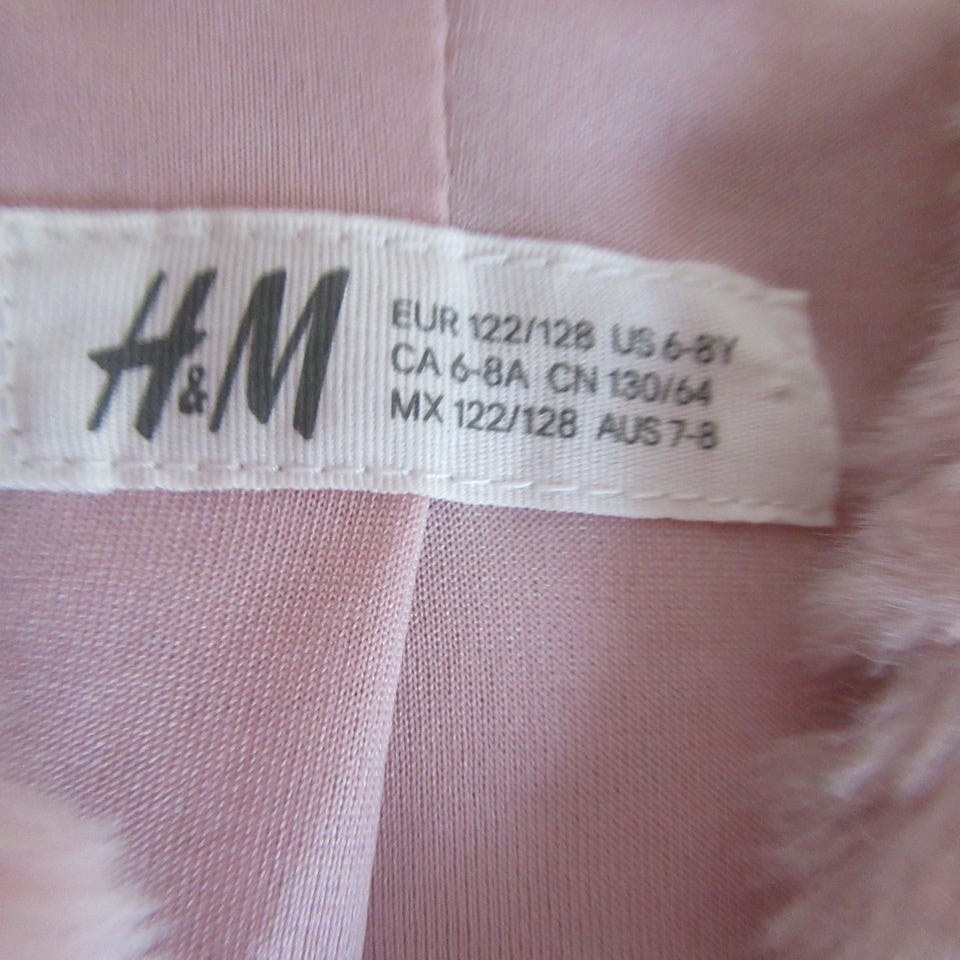 H&M
EUR 122/128 US 6-8Y
CA 6-8A CN 130/64
MX 122/128 AUS 7-8